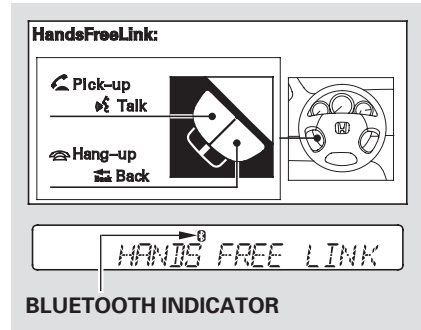 HandsFreeLink:
Pick-up
Talk
Hang-up
Back
HANDS FREE LINK
BLUETOOTH INDICATOR